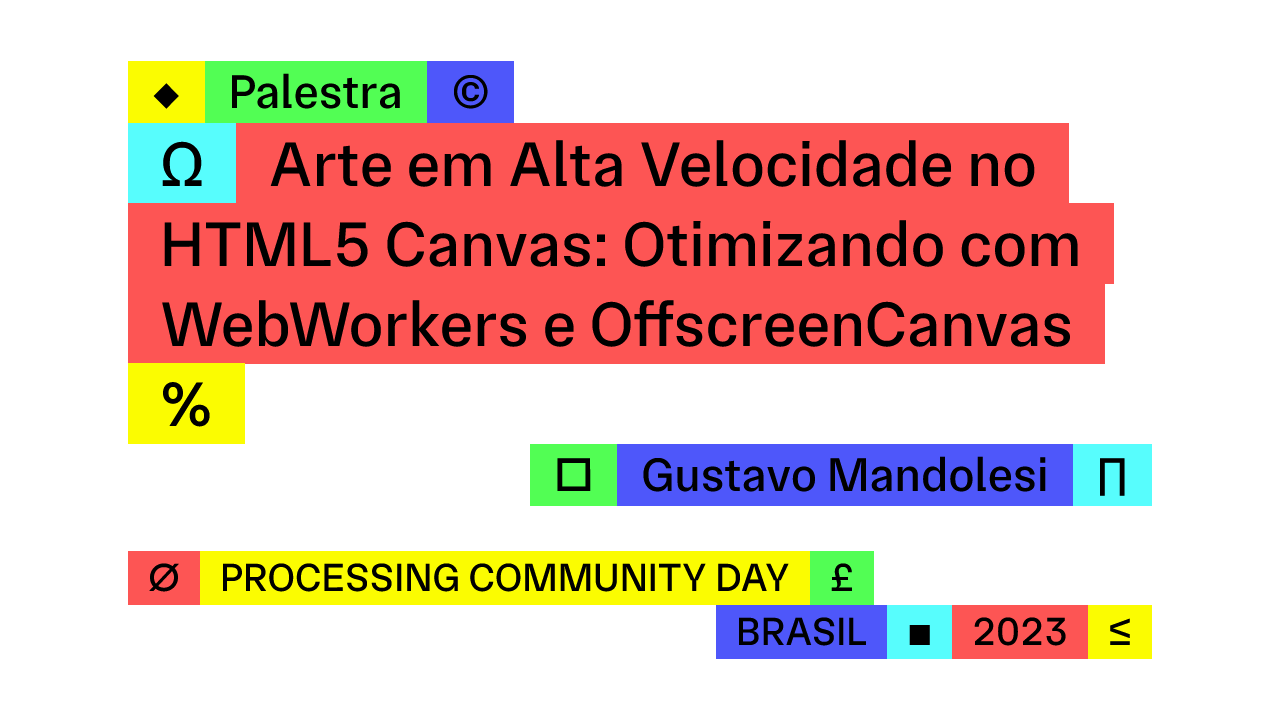 ◆ Palestra ©
Ω Arte em Alta Velocidade no
HTML5 Canvas: Otimizando com
WebWorkers e OffscreenCanvas
%
□ Gustavo Mandolesi ∏
∅ PROCESSING COMMUNITY DAY £
BRASIL ■ 2023 ≤